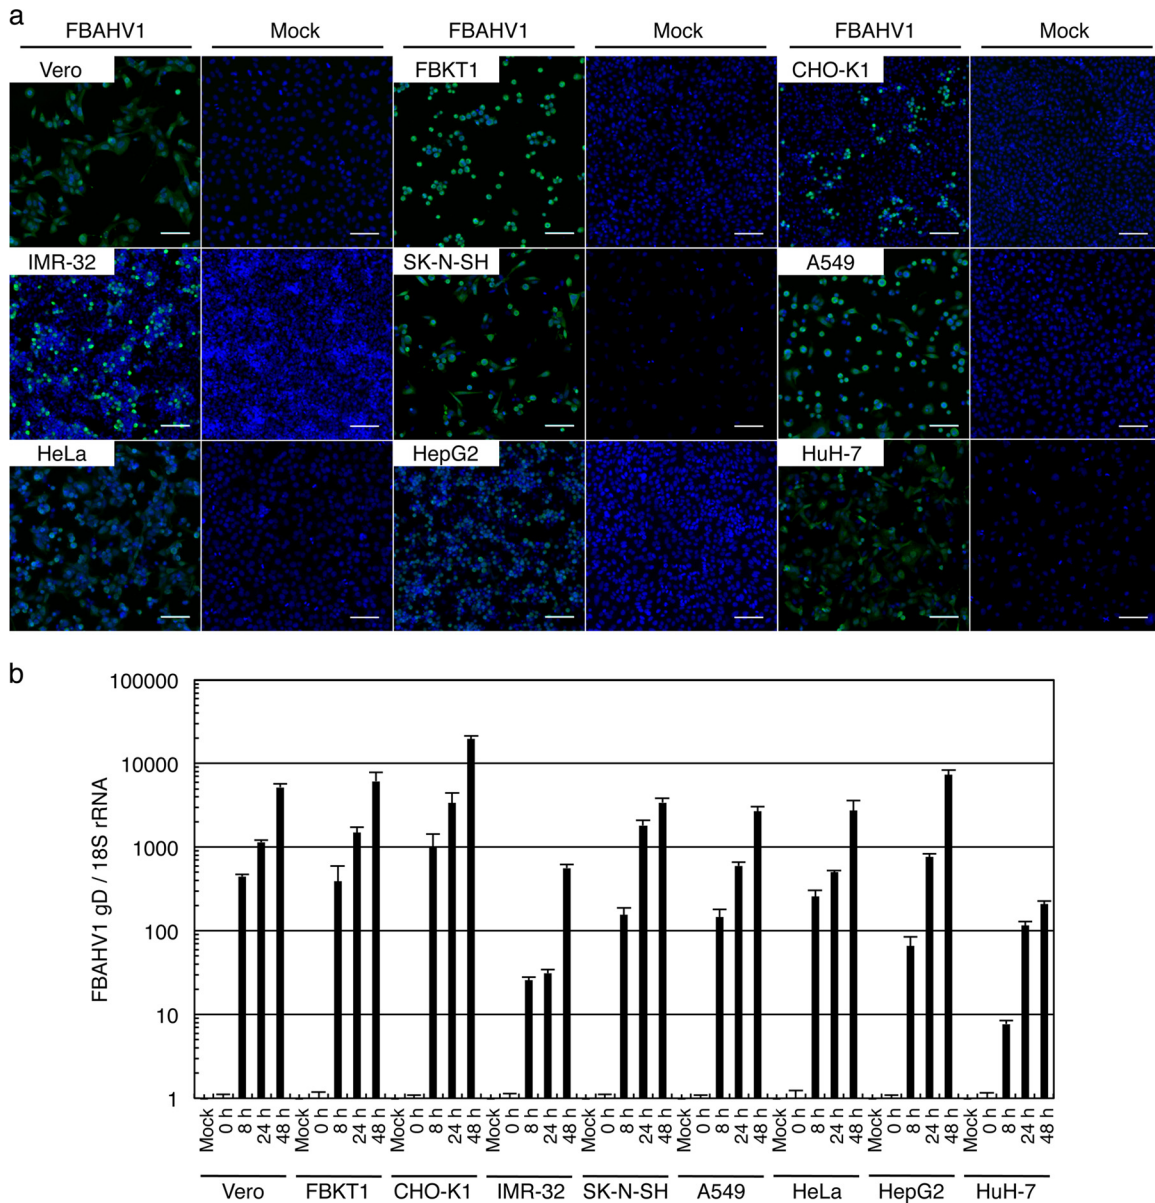 a
FBAHV1 Mock FBAHV1 Mock FBAHV1 Mock
Vero FBKT1 CHO-K1
IMR-32 SK-N-SH A549
HeLa HepG2 HuH-7
b
FBAHV1 gD / 18S rRNA
100000
10000
1000
100
10
1
Mock 0 h 8 h 24 h 48 h Mock 0 h 8 h 24 h 48 h Mock 0 h 8 h 24 h 48 h Mock 0 h 8 h 24 h 48 h Mock 0 h 8 h 24 h 48 h Mock 0 h 8 h 24 h 48 h Mock 0 h 8 h 24 h 48 h Mock 0 h 8 h 24 h 48 h Mock 0 h 8 h 24 h 48 h
Vero FBKT1 CHO-K1 IMR-32 SK-N-SH A549 HeLa HepG2 HuH-7